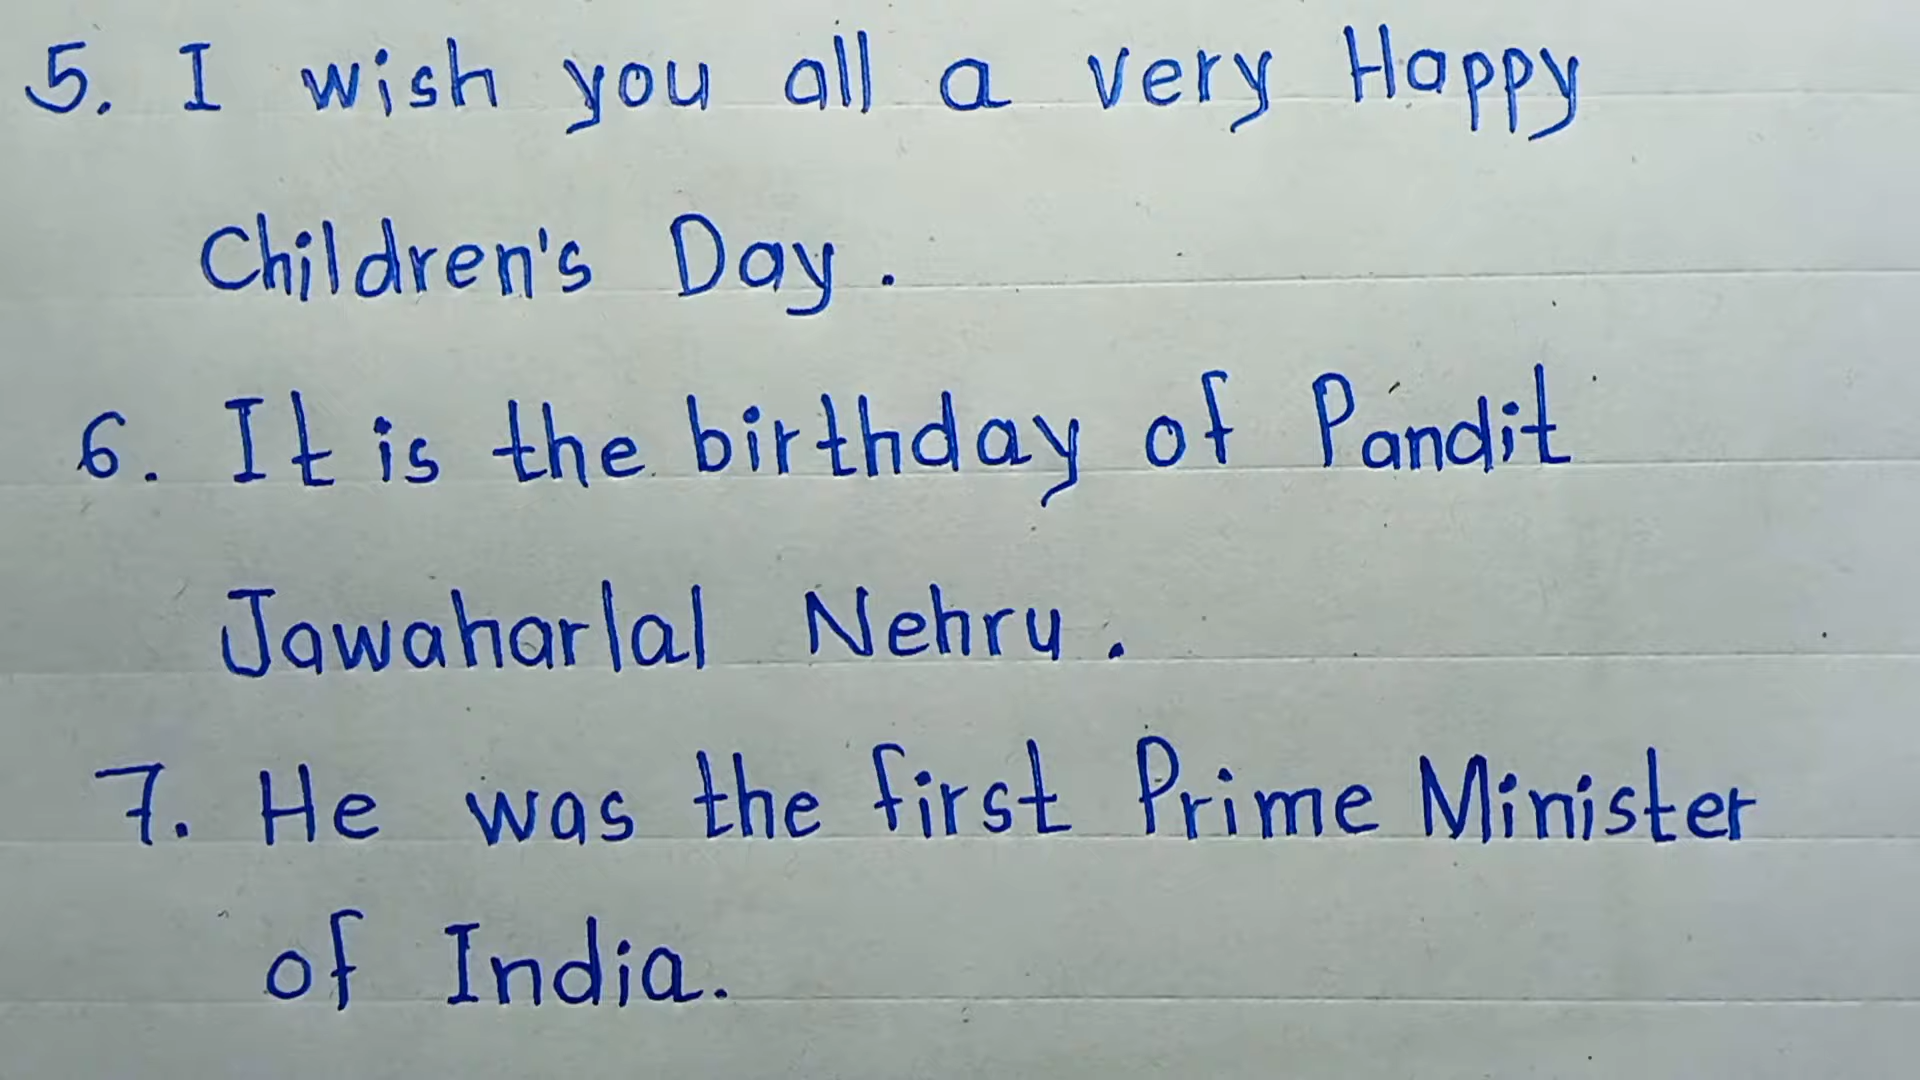 5. I wish you all a very Happy
Children's Day.
6. It is the birthday of Pandit
Jawaharlal Nehru.
7. He was the first Prime Minister
of India.